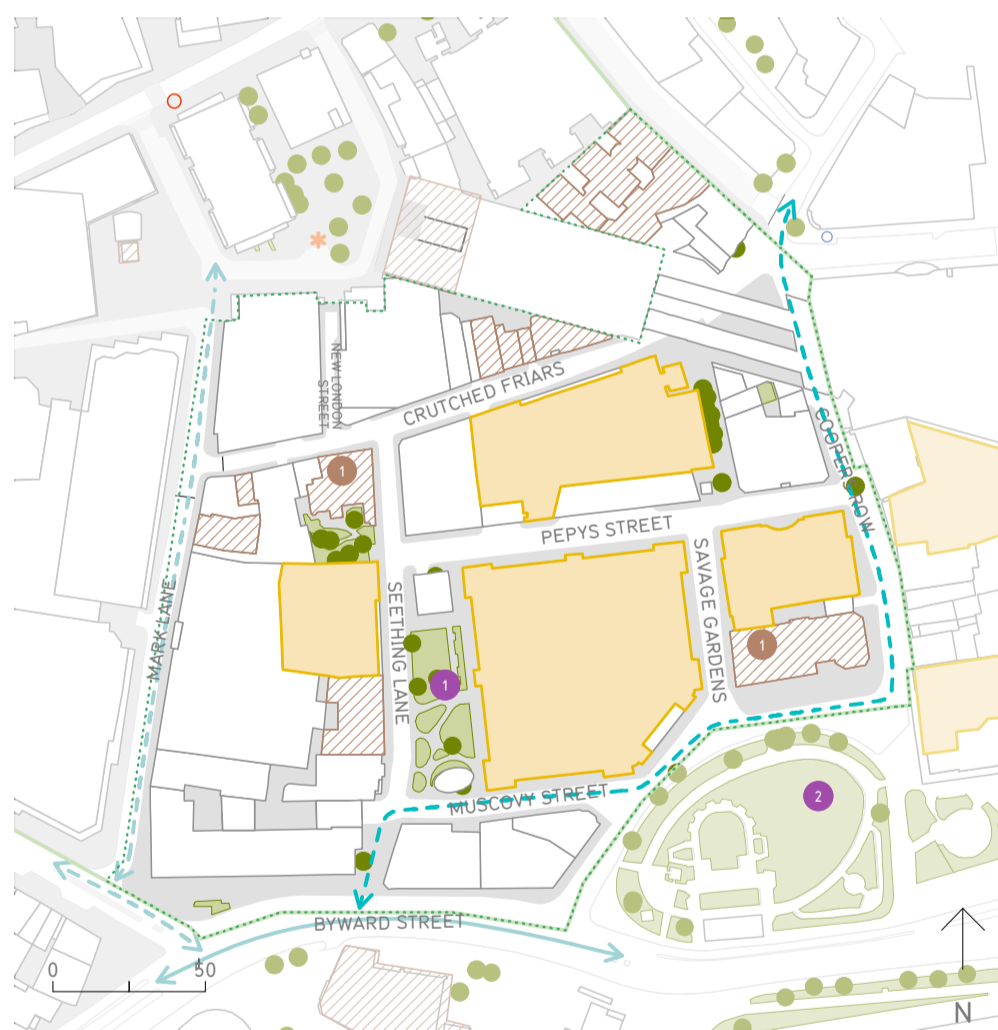 NEW LONDON
STREET
CRUTCHED FRIARS
1
COOPERS ROW
PEPYS STREET
SAVAGE GARDENS
SEETHING LANE
MARK LANE
1
1
2
MUSCOVY STREET
BYWARD STREET
0 50
N